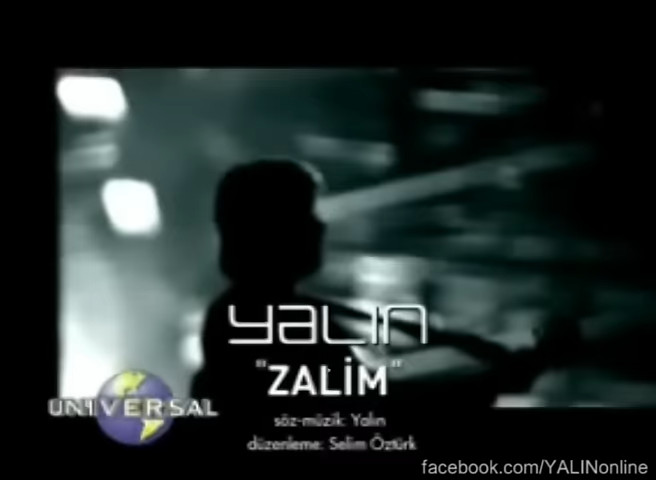 YALIN
"ZALİM"
UNIVERSAL
söz-müzik: Yalın
düzenleme: Selim Öztürk
facebook.com/YALINonline